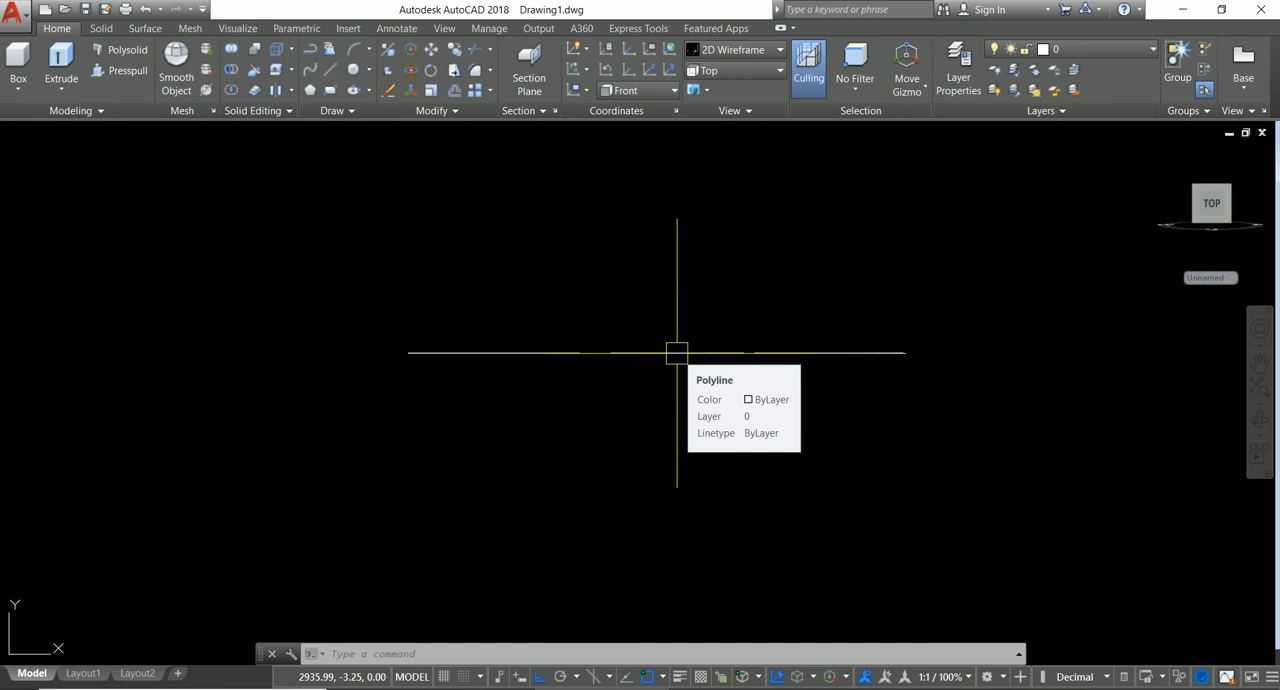 Autodesk AutoCAD 2018 Drawing1.dwg
Type a keyword or phrase
Sign In
Home Solid Surface Mesh Visualize Parametric Insert Annotate View Manage Output A360 Express Tools Featured Apps
Box
Extrude
Polysolid
Presspull
Modeling
Smooth
Object
Mesh
Solid Editing
Draw
Modify
Section
Plane
Section
Front
Coordinates
2D Wireframe
Top
View
Culling
No Filter
Move
Gizmo
Selection
Layer
Properties
0
Layers
Group
Groups
Base
View
TOP
Unnamed
Polyline
Color ByLayer
Layer 0
Linetype ByLayer
Y
X
Type a command
Model Layout1 Layout2 +
2935.99, -3.25, 0.00 MODEL
1:1 / 100%
Decimal